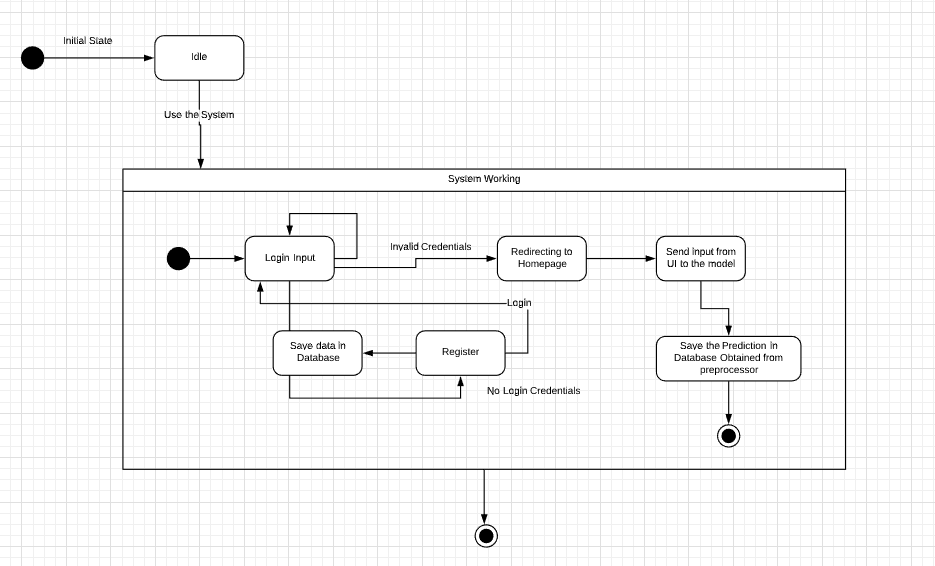 Initial State
Idle
Use the System
System Working
Login Input
Invalid Credentials
Redirecting to
Homepage
Send input from
UI to the model
Login
Save data in
Database
Register
Save the Prediction in
Database Obtained from
preprocessor
No Login Credentials